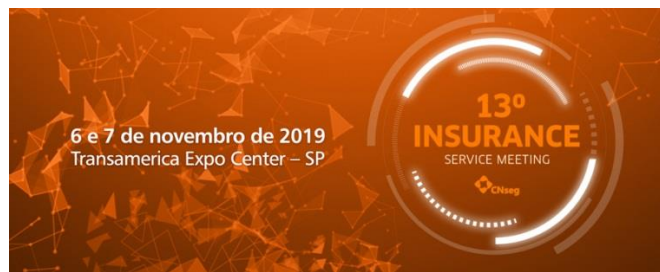 6 e 7 de novembro de 2019
Transamerica Expo Center – SP
13º
INSURANCE
SERVICE MEETING
CNseg